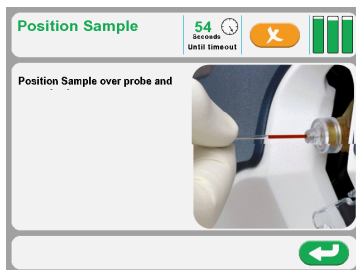 Position Sample
54
Seconds
Until timeout
Position Sample over probe and